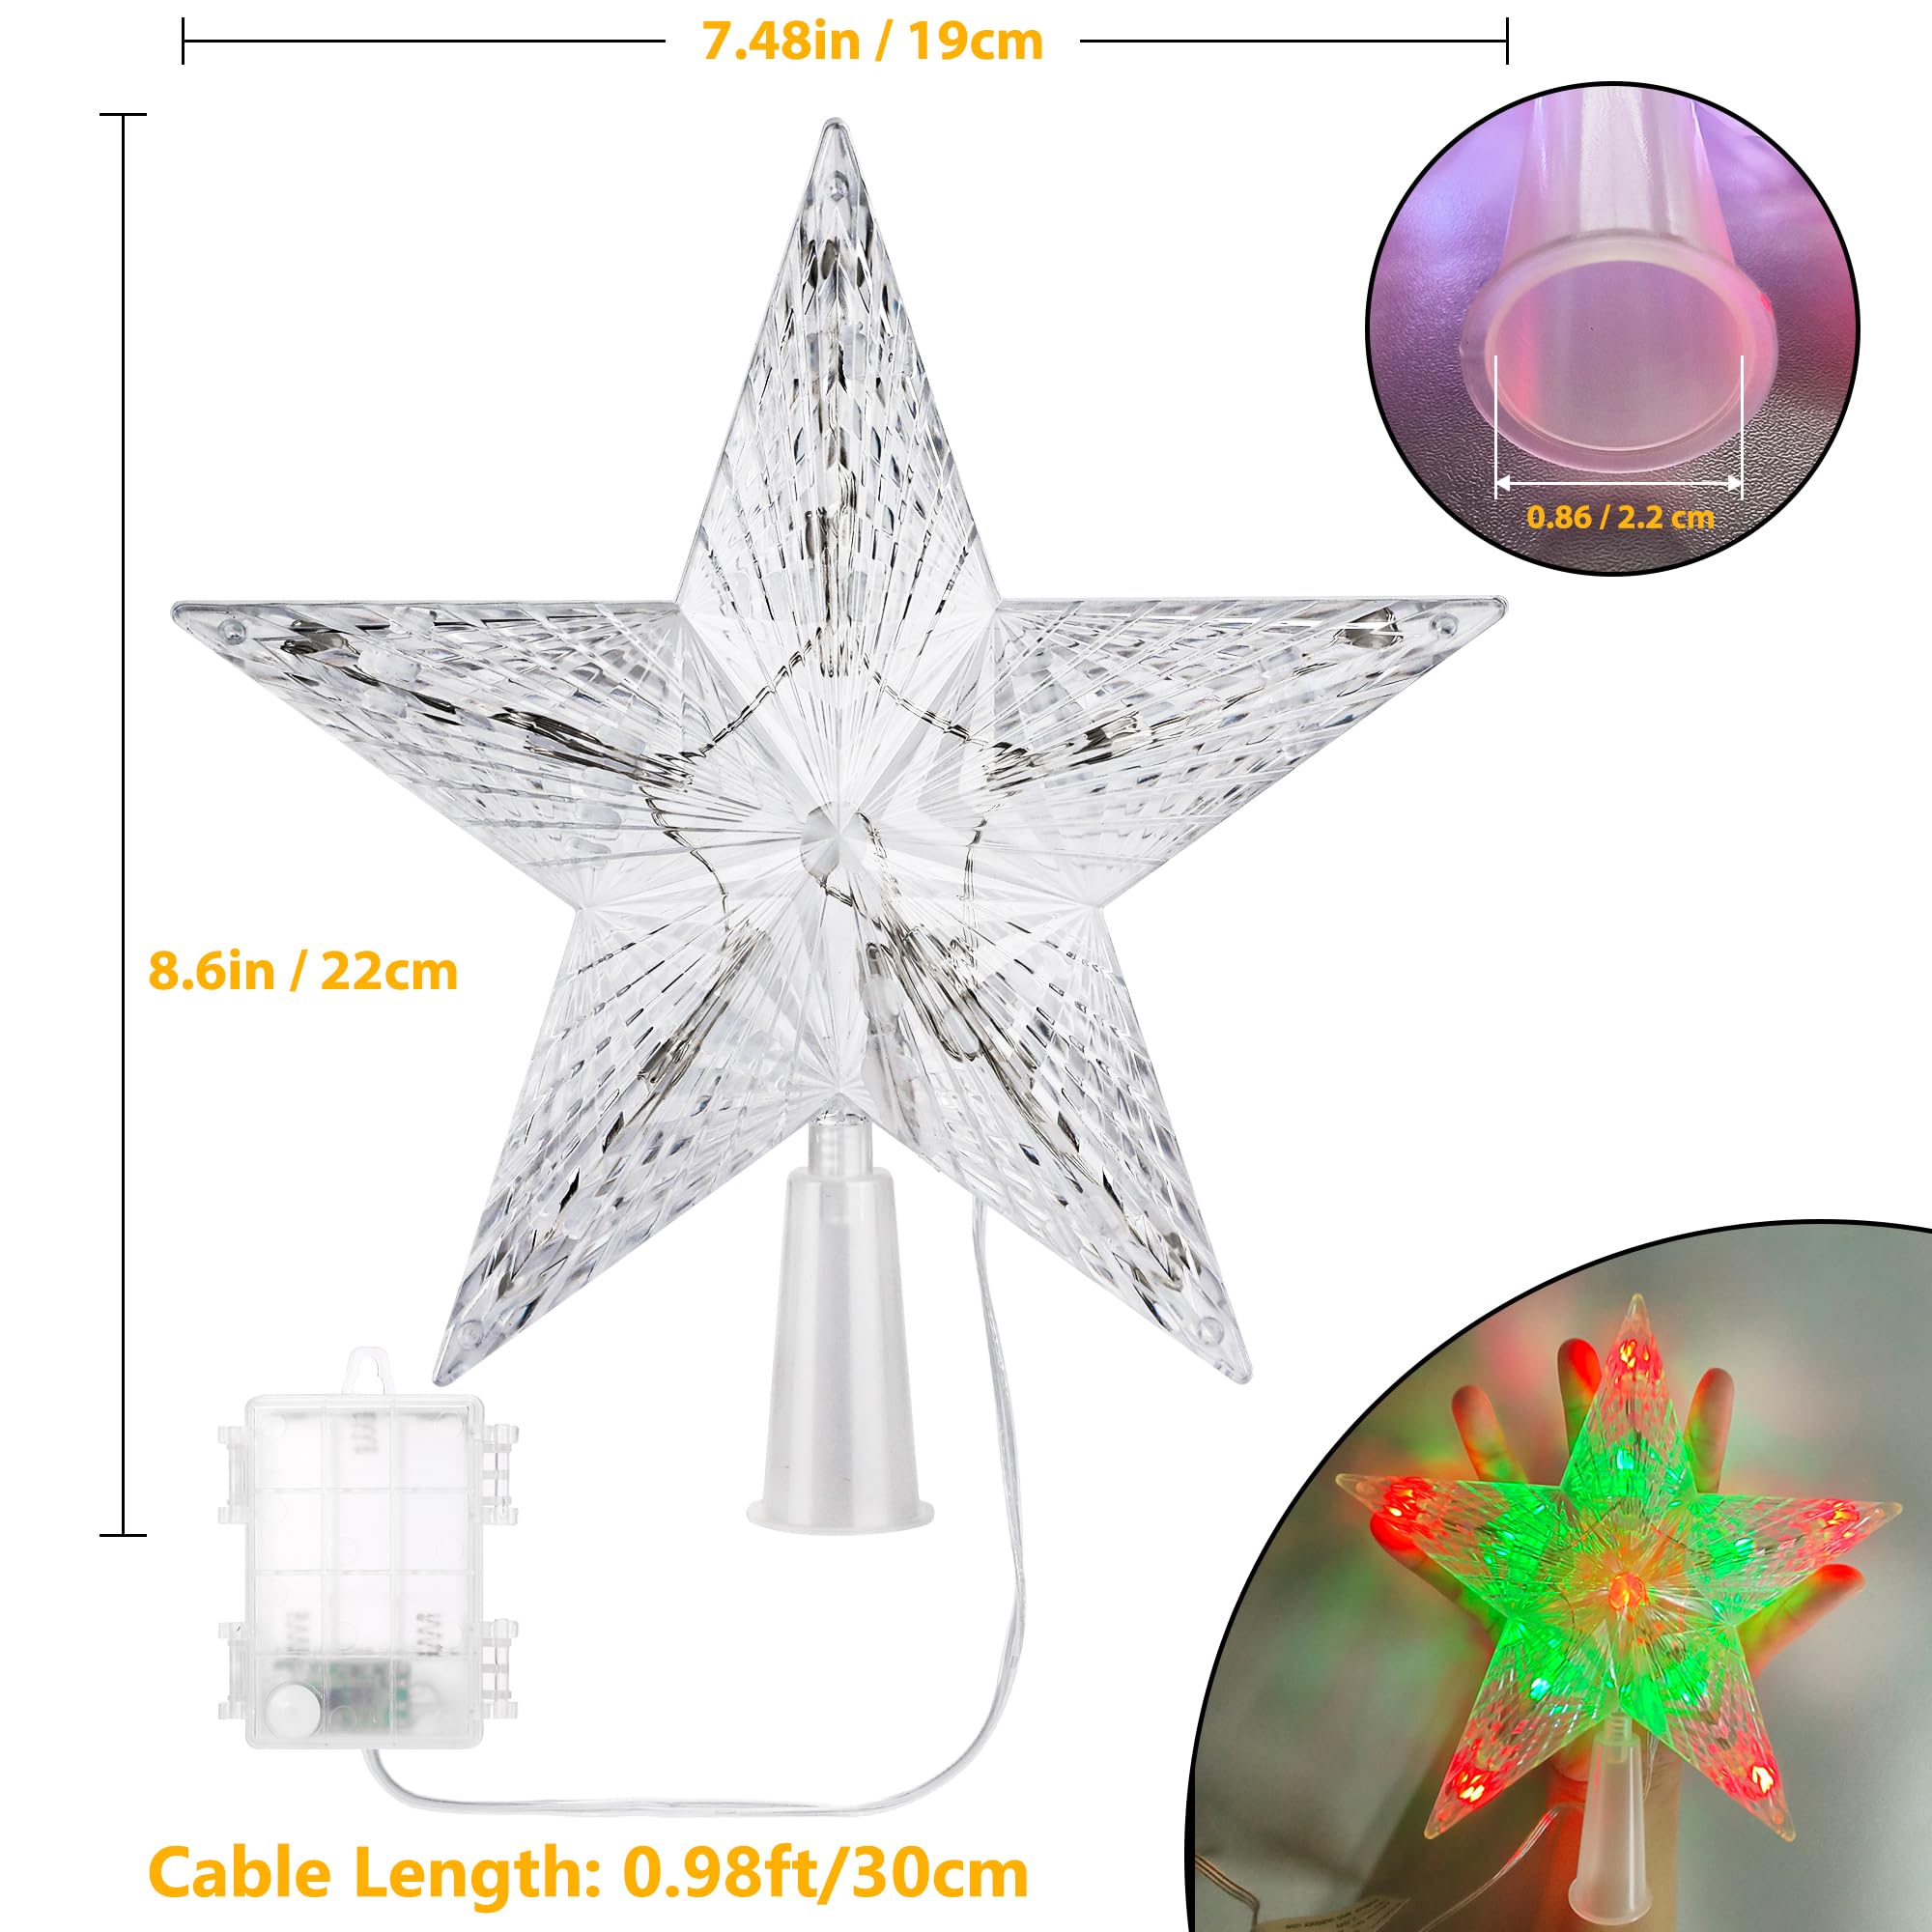 7.48in / 19cm
0.86 / 2.2 cm
8.6in / 22cm
Cable Length: 0.98ft/30cm